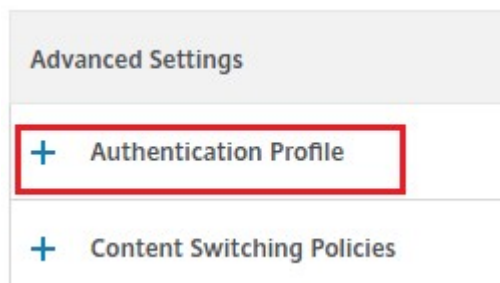 Advanced Settings
+ Authentication Profile
+ Content Switching Policies